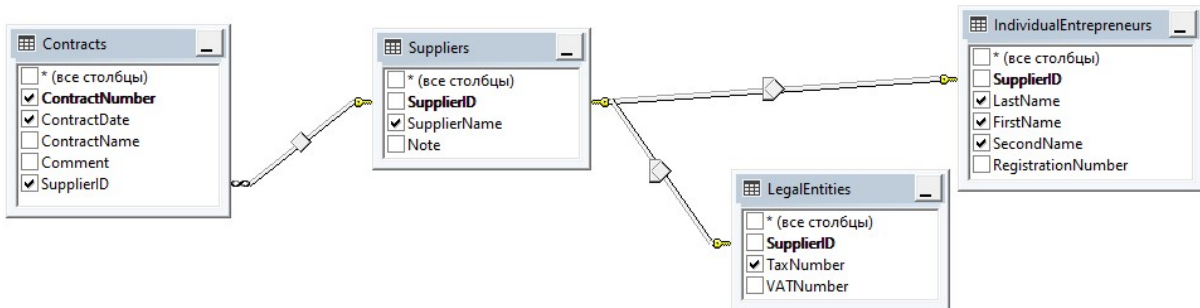 Contracts
* (все столбцы)
ContractNumber
ContractDate
ContractName
Comment
SupplierID
Suppliers
* (все столбцы)
SupplierID
SupplierName
Note
LegalEntities
* (все столбцы)
SupplierID
TaxNumber
VATNumber
IndividualEntrepreneurs
* (все столбцы)
SupplierID
LastName
FirstName
SecondName
RegistrationNumber